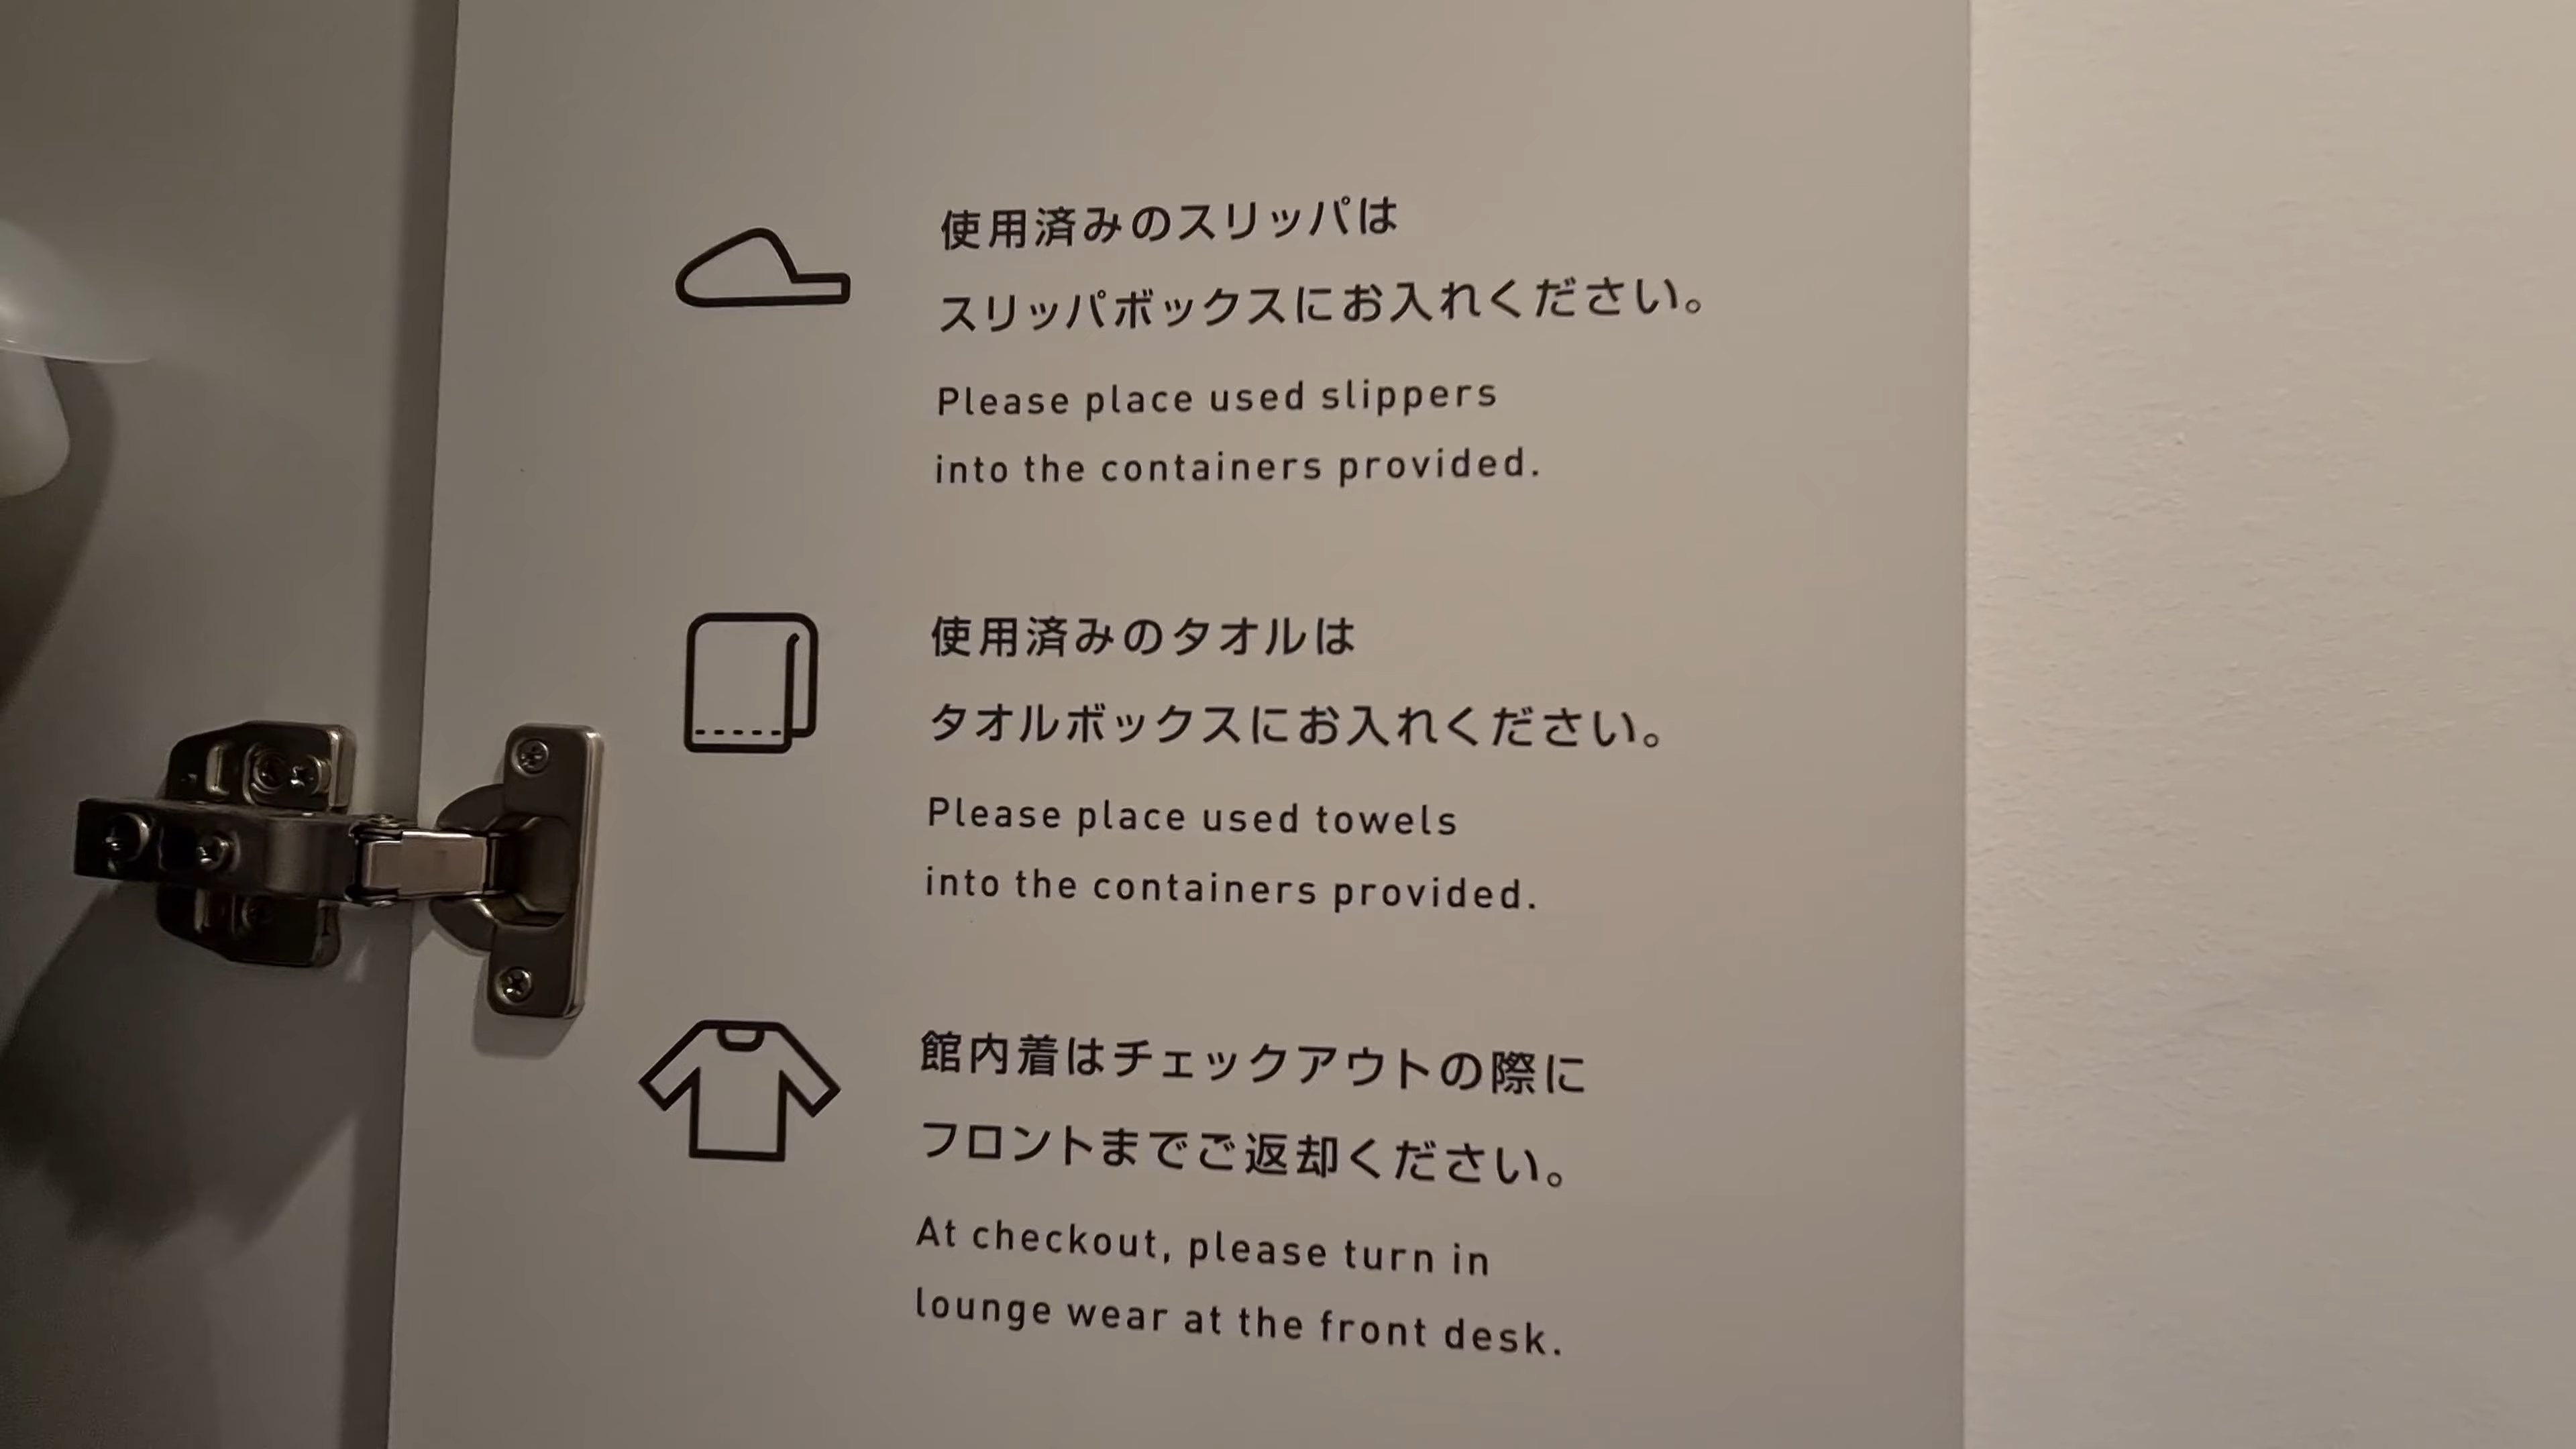 使用済みのスリッパは
スリッパボックスにお入れください。
Please place used slippers
into the containers provided.
使用済みのタオルは
タオルボックスにお入れください。
Please place used towels
into the containers provided.
館内着はチェックアウトの際に
フロントまでご返却ください。
At checkout, please turn in
lounge wear at the front desk.